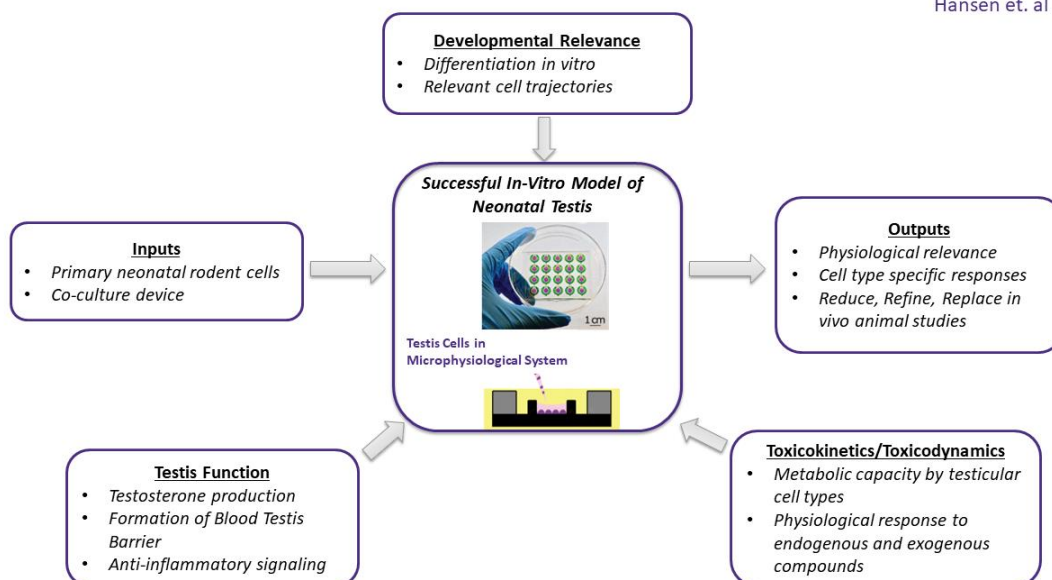 Hansen et. al
Developmental Relevance
• Differentiation in vitro
• Relevant cell trajectories
Successful In-Vitro Model of
Neonatal Testis
1 cm
Testis Cells in
Microphysiological System
Inputs
• Primary neonatal rodent cells
• Co-culture device
Outputs
• Physiological relevance
• Cell type specific responses
• Reduce, Refine, Replace in
vivo animal studies
Testis Function
• Testosterone production
• Formation of Blood Testis
Barrier
• Anti-inflammatory signaling
Toxicokinetics/Toxicodynamics
• Metabolic capacity by testicular
cell types
• Physiological response to
endogenous and exogenous
compounds